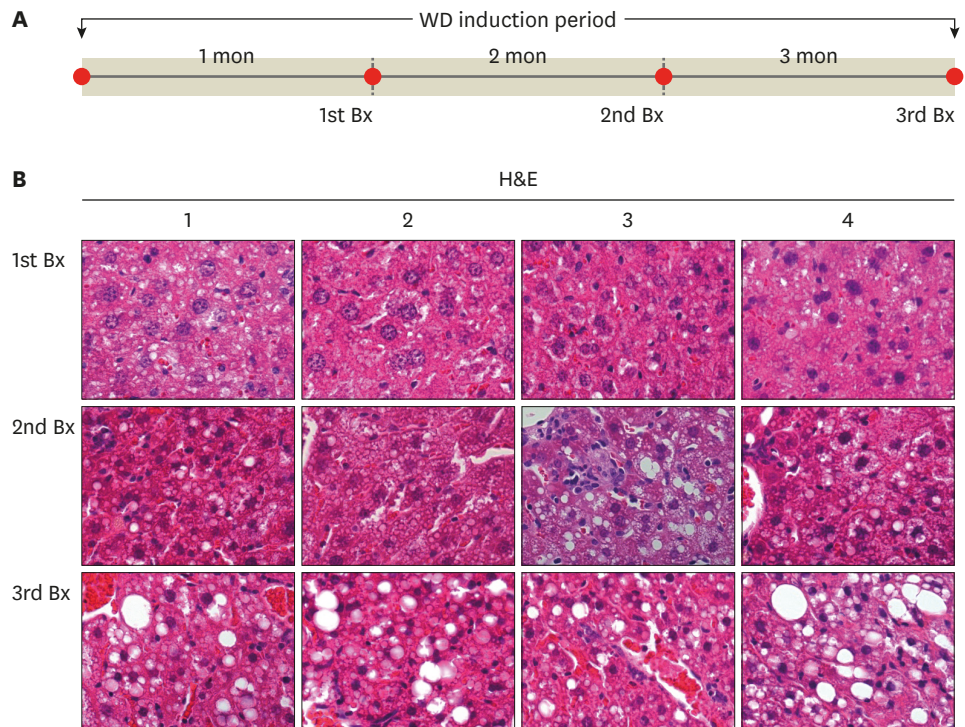 A
WD induction period
1 mon 2 mon 3 mon
1st Bx 2nd Bx 3rd Bx
B
H&E
1 2 3 4
1st Bx
2nd Bx
3rd Bx